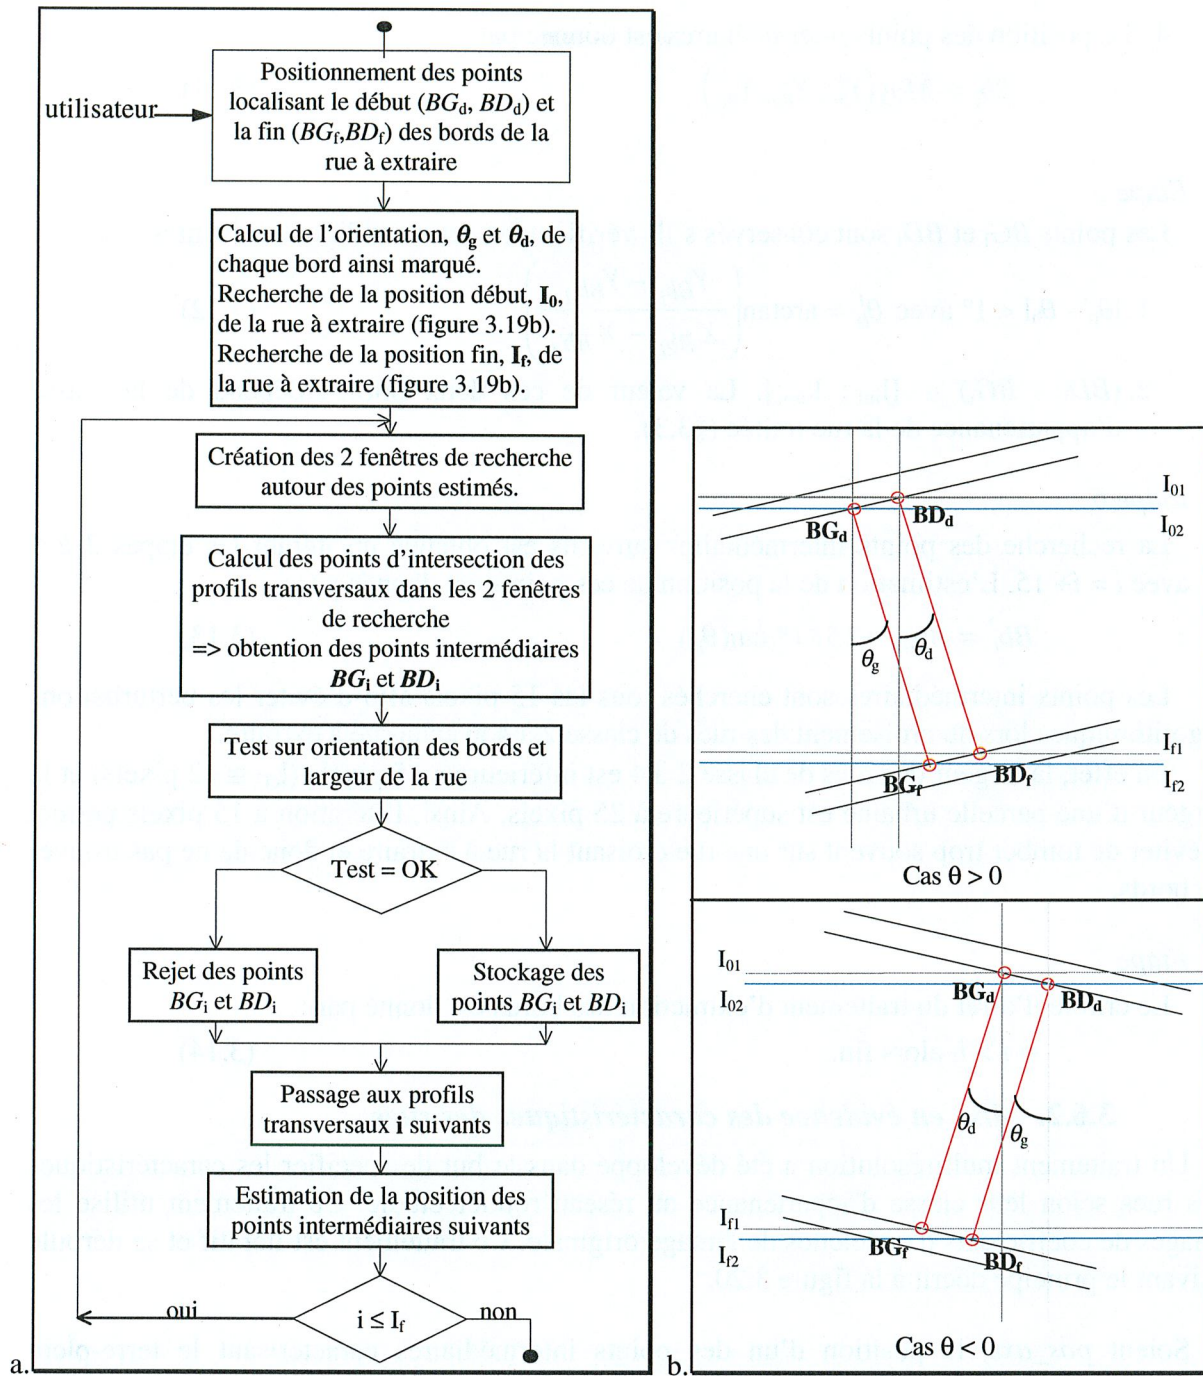 utilisateur
Positionnement des points
localisant le début (BGd, BDd) et
la fin (BGf,BDf) des bords de la
rue à extraire
Calcul de l'orientation, θg et θd, de
chaque bord ainsi marqué.
Recherche de la position début, I0,
de la rue à extraire (figure 3.19b).
Recherche de la position fin, If, de
la rue à extraire (figure 3.19b).
Création des 2 fenêtres de recherche
autour des points estimés.
Calcul des points d'intersection des
profils transversaux dans les 2 fenêtres
de recherche
=> obtention des points intermédiaires
BGi et BDi
Test sur orientation des bords et
largeur de la rue
Test = OK
Rejet des points
BGi et BDi
Stockage des
points BGi et BDi
Passage aux profils
transversaux i suivants
Estimation de la position des
points intermédiaires suivants
oui
i ≤ If
non
a.
I01
I02
BGd
BDd
θg
θd
If1
If2
BGf
BDf
Cas θ > 0
I01
I02
BGd
BDd
θd
θg
If1
If2
BGf
BDf
Cas θ < 0
b.